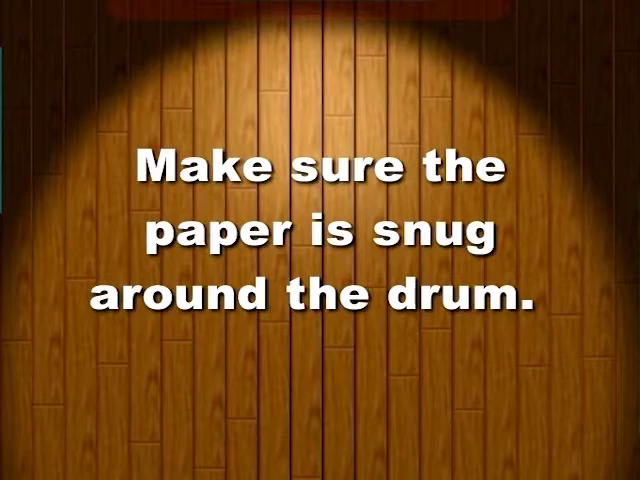 Make sure the
paper is snug
around the drum.